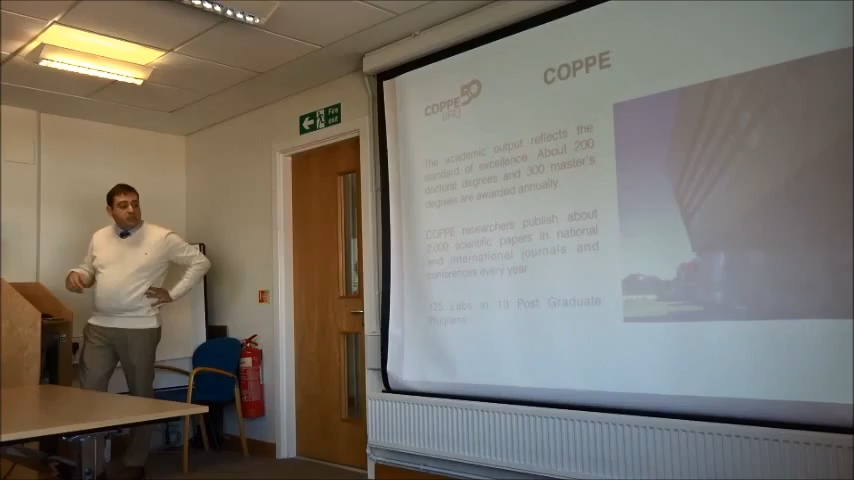 Fire
exit
COPPE
COPPE 50
UFRJ
The academic output reflects the
standard of excellence. About 200
doctoral degrees and 300 master's
degrees are awarded annually.
COPPE researchers publish about
2.000 scientific papers in national
and international journals and
conferences every year.
125 Labs in 13 Post Graduate
Programs